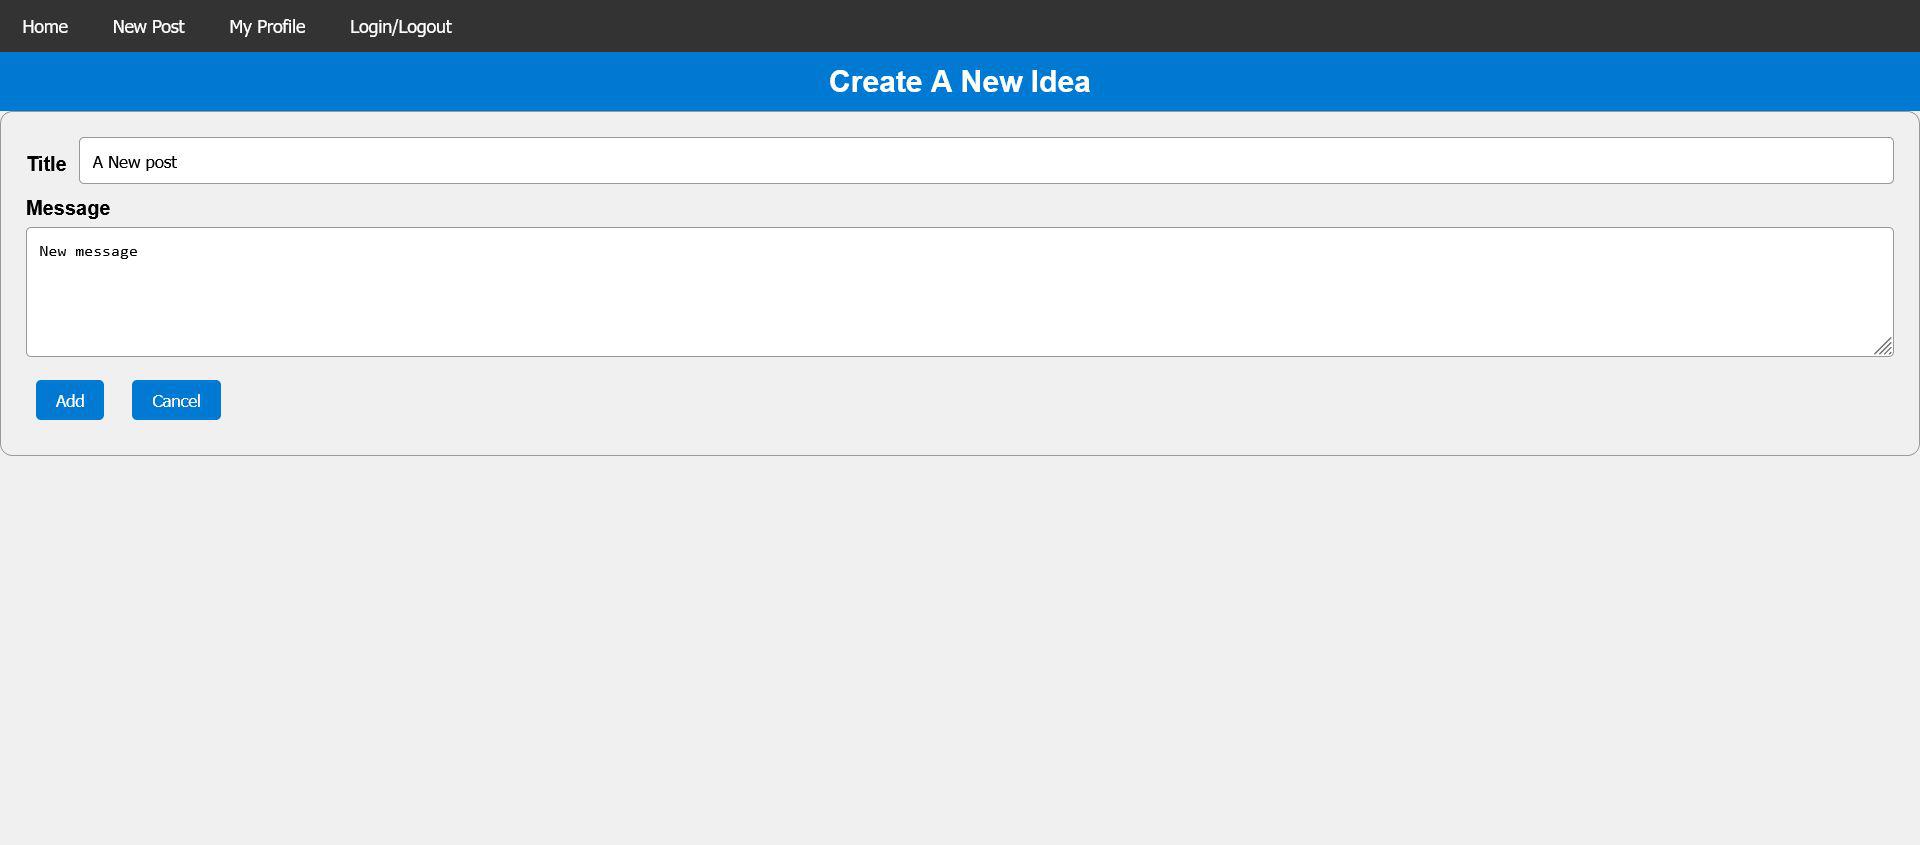 Home New Post My Profile Login/Logout
Create A New Idea
Title A New post
Message
New message
Add Cancel